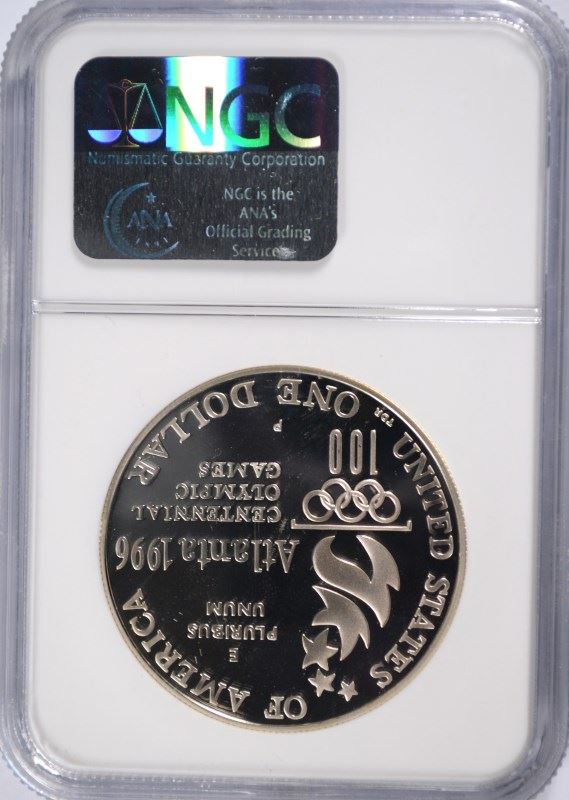 NGC
Numismatic Guaranty Corporation
ANA
NGC is the
ANA's
Official Grading
Service
UNITED STATES OF AMERICA
E
PLURIBUS
UNUM
Atlanta 1996
CENTENNIAL
OLYMPIC
GAMES
100
P
TDR
ONE DOLLAR